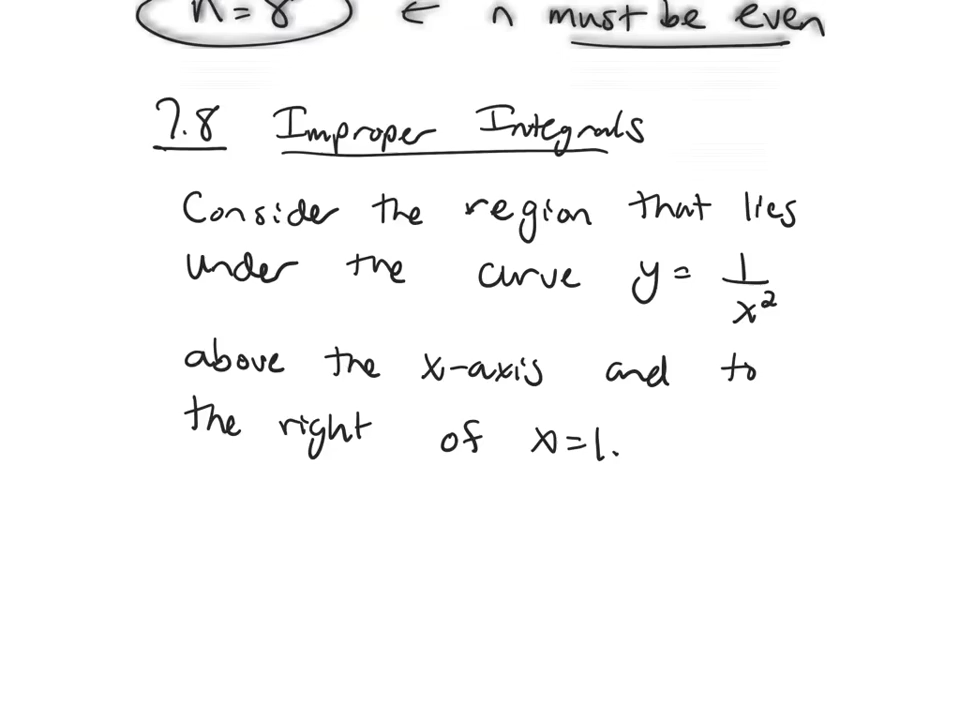 n = 8 ← n must be even
7.8 Improper Integrals
Consider the region that lies
under the curve y = 1/x²
above the x-axis and to
the right of x=1.